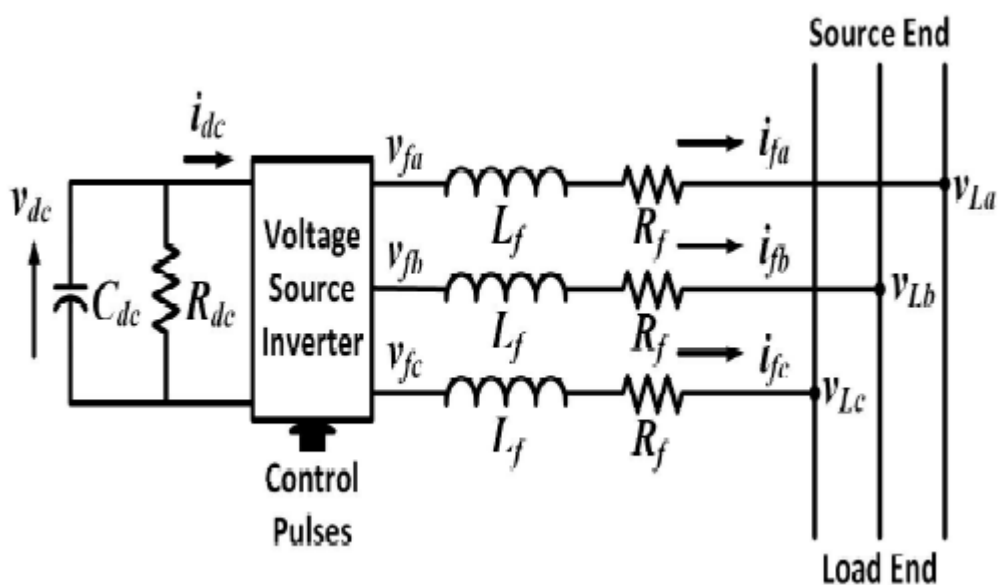 Source End
i_dc
v_fa
i_fa
v_dc
v_La
Voltage
Source
Inverter
L_f
R_f
v_fb
i_fb
C_dc
R_dc
v_Lb
L_f
R_f
v_fc
i_fc
v_Lc
L_f
R_f
Control
Pulses
Load End